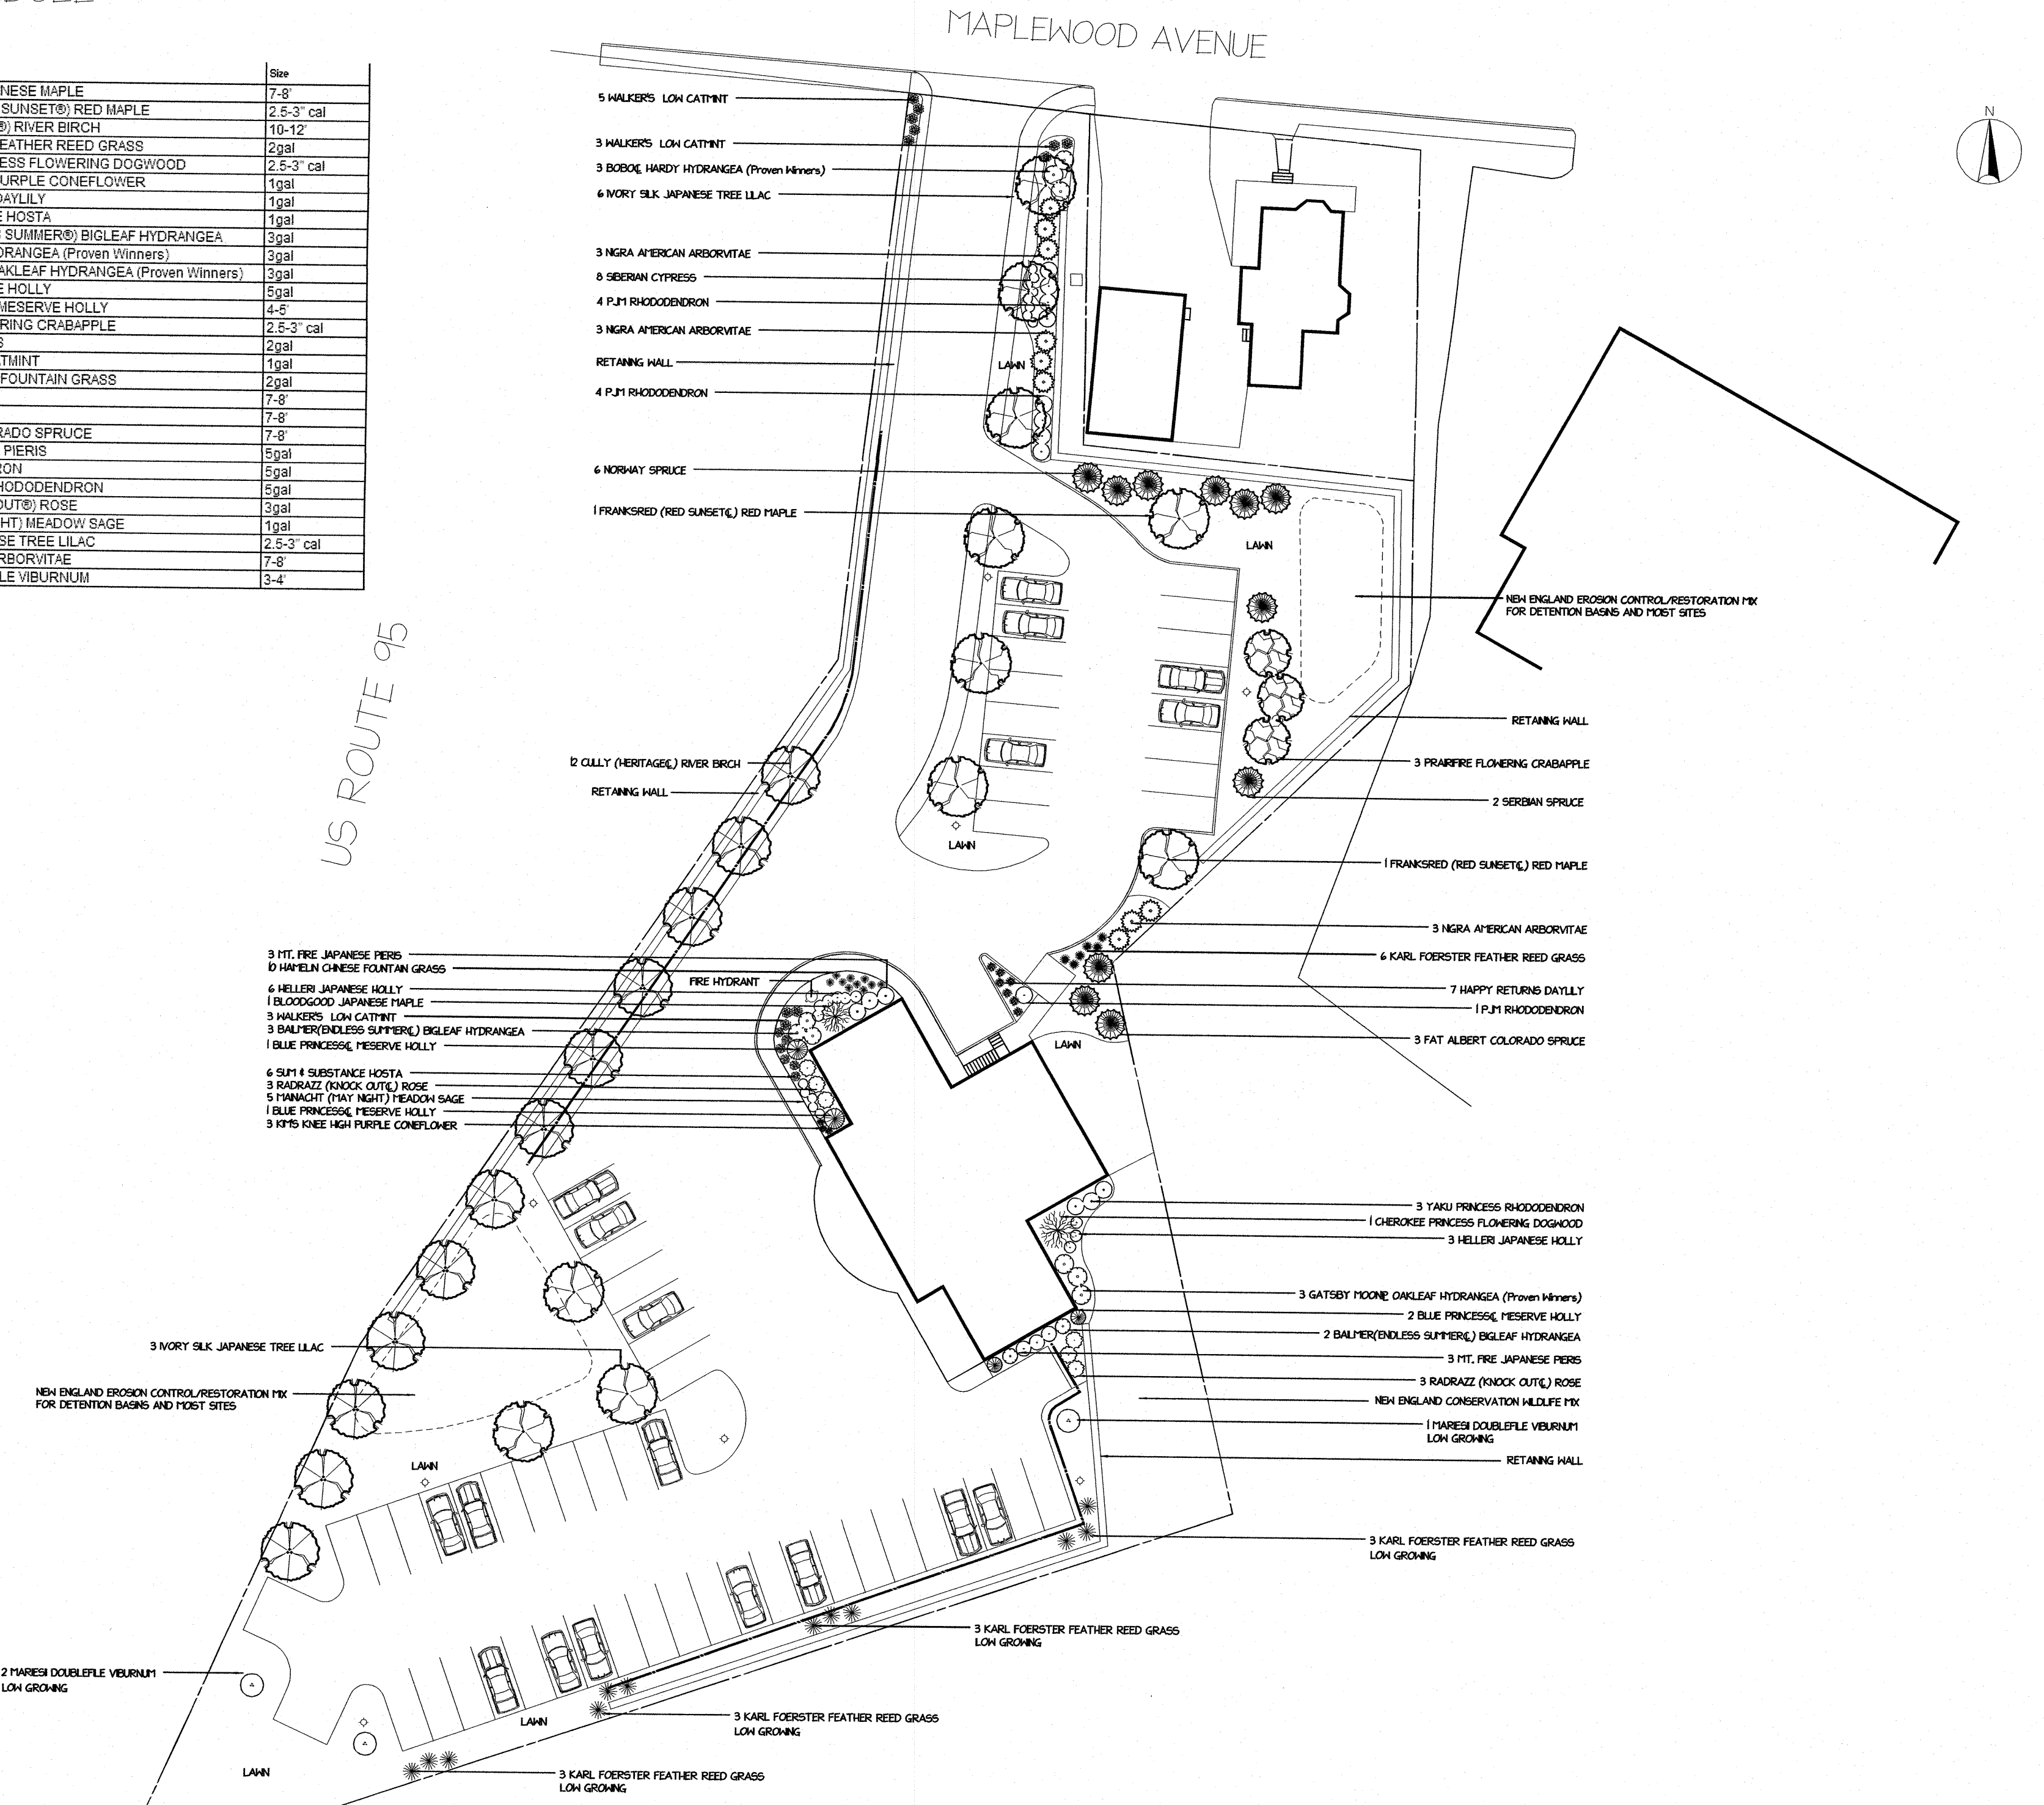 MAPLEWOOD AVENUE
N
Size
NESE MAPLE 7-8'
SUNSET®) RED MAPLE 2.5-3" cal
®) RIVER BIRCH 10-12'
EATHER REED GRASS 2gal
ESS FLOWERING DOGWOOD 2.5-3" cal
URPLE CONEFLOWER 1gal
DAYLILY 1gal
E HOSTA 1gal
S SUMMER®) BIGLEAF HYDRANGEA 3gal
DRANGEA (Proven Winners) 3gal
AKLEAF HYDRANGEA (Proven Winners) 3gal
E HOLLY 5gal
MESERVE HOLLY 4-5'
RING CRABAPPLE 2.5-3" cal
S 2gal
ATMINT 1gal
FOUNTAIN GRASS 2gal
7-8'
7-8'
RADO SPRUCE 7-8'
PIERIS 5gal
RON 5gal
HODODENDRON 5gal
OUT®) ROSE 3gal
GHT) MEADOW SAGE 1gal
SE TREE LILAC 2.5-3" cal
RBORVITAE 7-8'
LE VIBURNUM 3-4'
US ROUTE 95
5 WALKER'S LOW CATMINT
3 WALKER'S LOW CATMINT
3 BOBO℄ HARDY HYDRANGEA (Proven Winners)
6 IVORY SILK JAPANESE TREE LILAC
3 NIGRA AMERICAN ARBORVITAE
8 SIBERIAN CYPRESS
4 PJM RHODODENDRON
3 NIGRA AMERICAN ARBORVITAE
RETAINING WALL
LAWN
4 PJM RHODODENDRON
6 NORWAY SPRUCE
1 FRANKSRED (RED SUNSET℄) RED MAPLE
LAWN
NEW ENGLAND EROSION CONTROL/RESTORATION MIX
FOR DETENTION BASINS AND MOIST SITES
RETAINING WALL
12 CULLY (HERITAGE℄) RIVER BIRCH
3 PRAIRIFIRE FLOWERING CRABAPPLE
RETAINING WALL
2 SERBIAN SPRUCE
LAWN
1 FRANKSRED (RED SUNSET℄) RED MAPLE
3 NIGRA AMERICAN ARBORVITAE
3 MT. FIRE JAPANESE PIERIS
6 KARL FOERSTER FEATHER REED GRASS
10 HAMELIN CHINESE FOUNTAIN GRASS
FIRE HYDRANT
6 HELLERI JAPANESE HOLLY
7 HAPPY RETURNS DAYLILY
1 BLOODGOOD JAPANESE MAPLE
1 PJM RHODODENDRON
3 WALKER'S LOW CATMINT
3 BAILMER(ENDLESS SUMMER℄) BIGLEAF HYDRANGEA
3 FAT ALBERT COLORADO SPRUCE
1 BLUE PRINCESS℄ MESERVE HOLLY
LAWN
6 SUM & SUBSTANCE HOSTA
3 RADRAZZ (KNOCK OUT℄) ROSE
5 MAINACHT (MAY NIGHT) MEADOW SAGE
1 BLUE PRINCESS℄ MESERVE HOLLY
3 KIM'S KNEE HIGH PURPLE CONEFLOWER
3 YAKU PRINCESS RHODODENDRON
1 CHEROKEE PRINCESS FLOWERING DOGWOOD
3 HELLERI JAPANESE HOLLY
3 GATSBY MOON℄ OAKLEAF HYDRANGEA (Proven Winners)
2 BLUE PRINCESS℄ MESERVE HOLLY
2 BAILMER(ENDLESS SUMMER℄) BIGLEAF HYDRANGEA
3 IVORY SILK JAPANESE TREE LILAC
3 MT. FIRE JAPANESE PIERIS
3 RADRAZZ (KNOCK OUT℄) ROSE
NEW ENGLAND EROSION CONTROL/RESTORATION MIX
FOR DETENTION BASINS AND MOIST SITES
NEW ENGLAND CONSERVATION WILDLIFE MIX
1 MARIESII DOUBLEFILE VIBURNUM
LOW GROWING
RETAINING WALL
LAWN
3 KARL FOERSTER FEATHER REED GRASS
LOW GROWING
3 KARL FOERSTER FEATHER REED GRASS
LOW GROWING
2 MARIESII DOUBLEFILE VIBURNUM
LOW GROWING
3 KARL FOERSTER FEATHER REED GRASS
LOW GROWING
LAWN
LAWN
3 KARL FOERSTER FEATHER REED GRASS
LOW GROWING